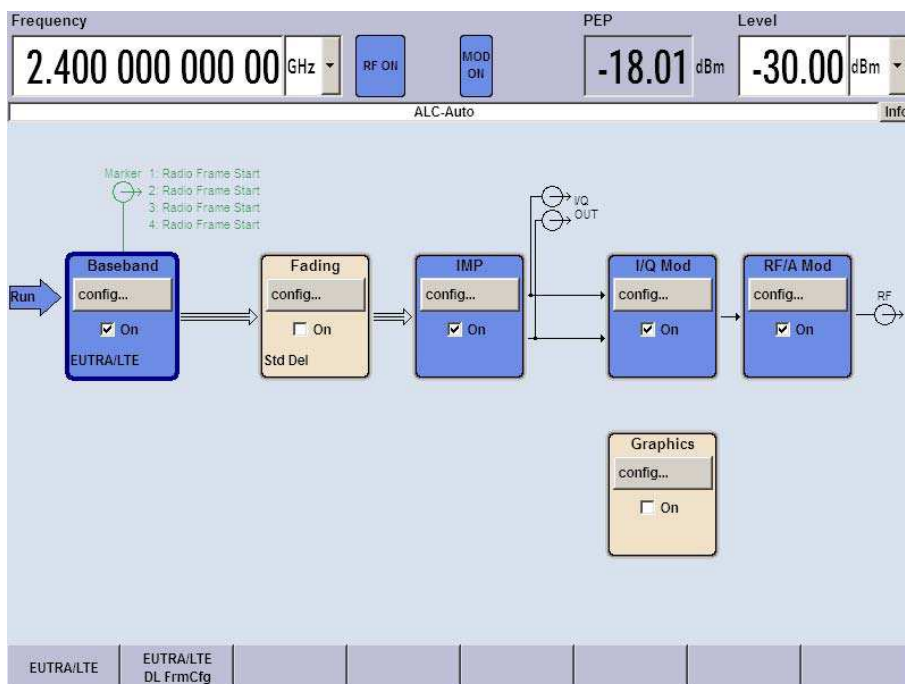 Frequency
PEP
Level
2.400 000 000 00 GHz
RF ON
MOD
ON
-18.01 dBm
-30.00 dBm
ALC-Auto
Info
Marker 1: Radio Frame Start
2: Radio Frame Start
3: Radio Frame Start
4: Radio Frame Start
I/Q
OUT
Run
Baseband
config...
On
EUTRA/LTE
Fading
config...
On
Std Del
IMP
config...
On
I/Q Mod
config...
On
RF/A Mod
config...
On
RF
Graphics
config...
On
EUTRA/LTE
EUTRA/LTE
DL FrmCfg